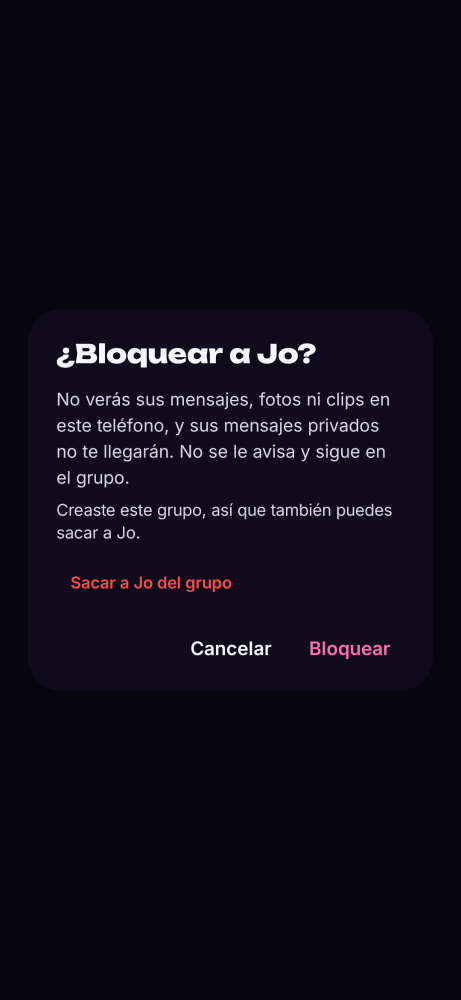 ¿Bloquear a Jo?
No verás sus mensajes, fotos ni clips en
este teléfono, y sus mensajes privados
no te llegarán. No se le avisa y sigue en
el grupo.
Creaste este grupo, así que también puedes
sacar a Jo.
Sacar a Jo del grupo
Cancelar
Bloquear